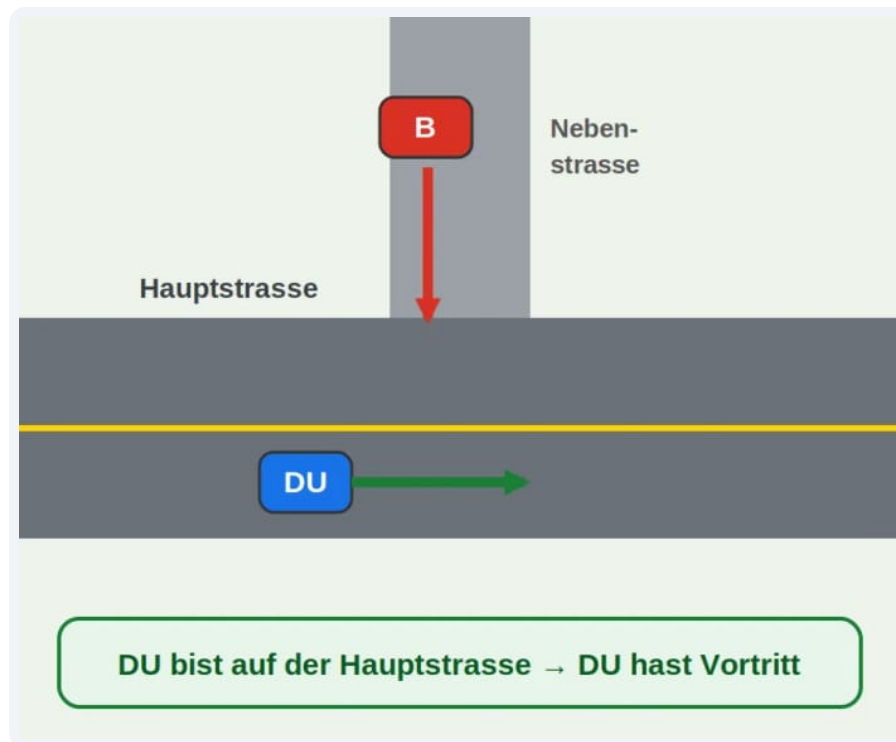 B
Neben-
strasse
Hauptstrasse
DU
DU bist auf der Hauptstrasse → DU hast Vortritt